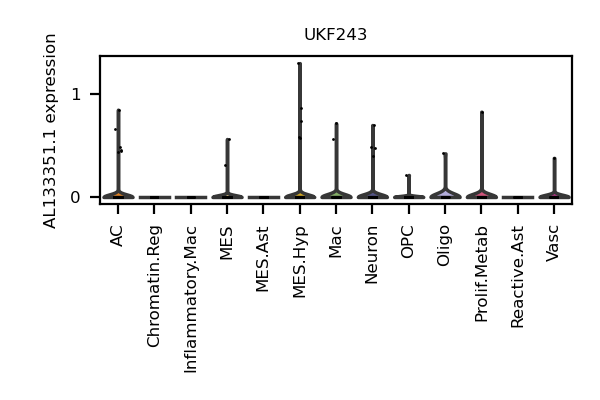 UKF243
AL133351.1 expression
1
0
AC
Chromatin.Reg
Inflammatory.Mac
MES
MES.Ast
MES.Hyp
Mac
Neuron
OPC
Oligo
Prolif.Metab
Reactive.Ast
Vasc